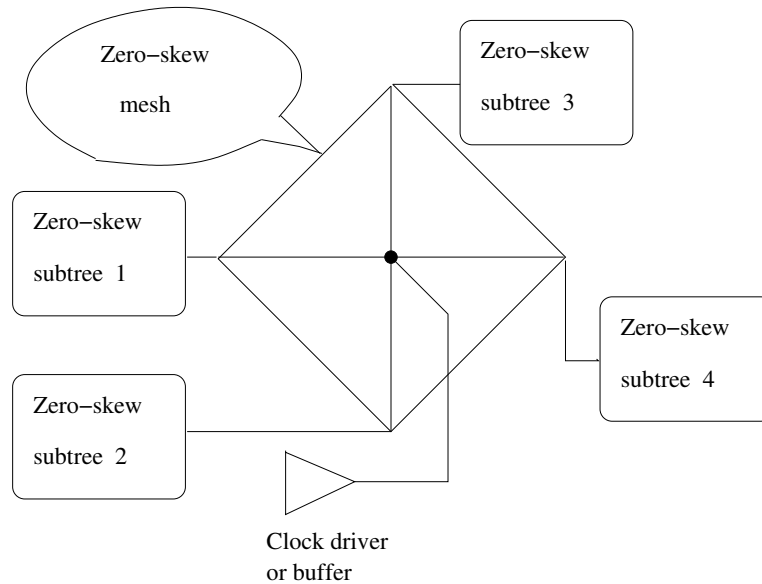 Zero−skew
mesh
Zero−skew
subtree 3
Zero−skew
subtree 1
Zero−skew
subtree 4
Zero−skew
subtree 2
Clock driver
or buffer